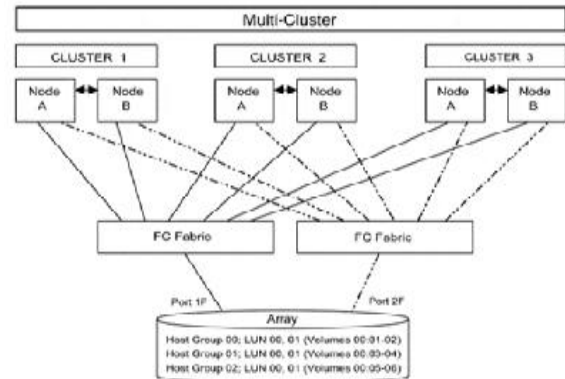 Multi-Cluster
CLUSTER 1 CLUSTER 2 CLUSTER 3
Node A Node B Node A Node B Node A Node B
FC Fabric FC Fabric
Port 1F Port 2F
Array
Host Group 00; LUN 00, 01 (Volumes 00:01-02)
Host Group 01; LUN 00, 01 (Volumes 00:03-04)
Host Group 02; LUN 00, 01 (Volumes 00:05-06)